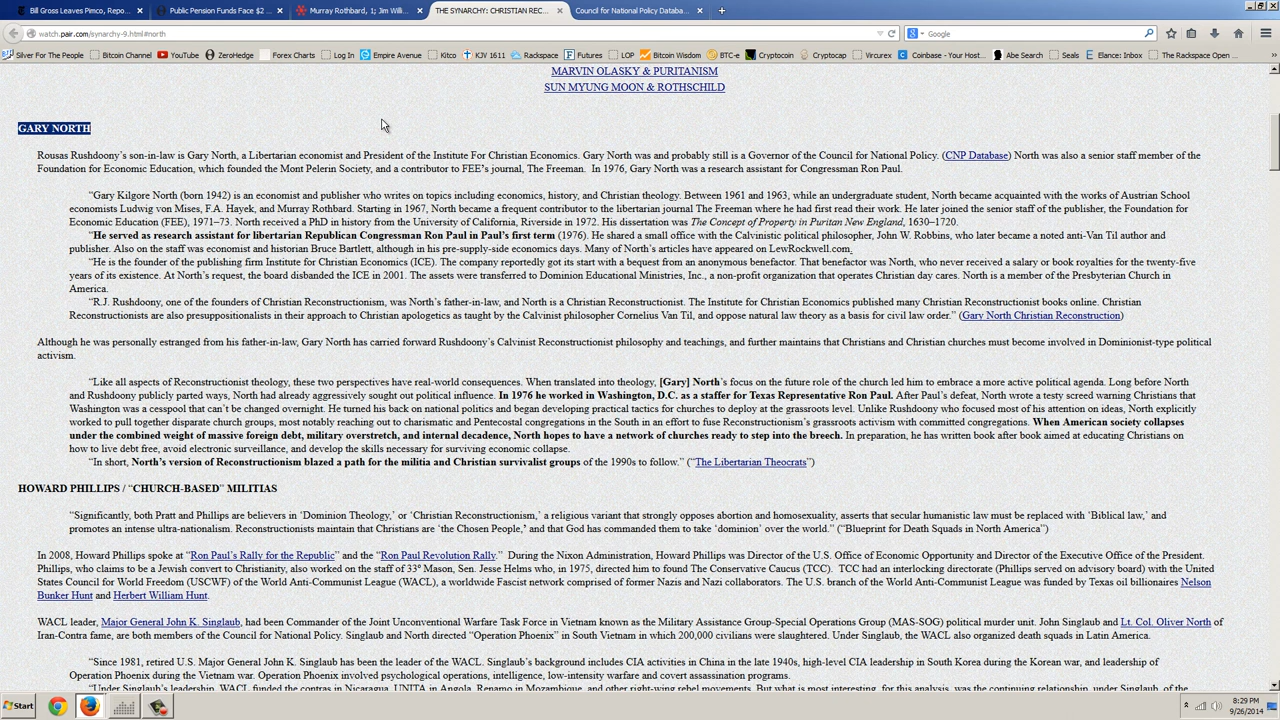 Bill Gross Leaves Pimco, Repo...
Public Pension Funds Face $2 ...
Murray Rothbard, 1; Jim Willi...
THE SYNARCHY: CHRISTIAN REC...
Council for National Policy Databa...
watch.pair.com/synarchy-9.html#north
Google
Silver For The People
Bitcoin Channel
YouTube
ZeroHedge
Forex Charts
Log In
Empire Avenue
Kitco
KJV 1611
Rackspace
Futures
LOP
Bitcoin Wisdom
BTC-e
Cryptocoin
Cryptocap
Vircurex
Coinbase - Your Host...
Abe Search
Seals
Elance: Inbox
The Rackspace Open ...
MARVIN OLASKY & PURITANISM
SUN MYUNG MOON & ROTHSCHILD
GARY NORTH
Rousas Rushdoony's son-in-law is Gary North, a Libertarian economist and President of the Institute For Christian Economics. Gary North was and probably still is a Governor of the Council for National Policy. (CNP Database) North was also a senior staff member of the
Foundation for Economic Education, which founded the Mont Pelerin Society, and a contributor to FEE's journal, The Freeman.  In 1976, Gary North was a research assistant for Congressman Ron Paul.
“Gary Kilgore North (born 1942) is an economist and publisher who writes on topics including economics, history, and Christian theology. Between 1961 and 1963, while an undergraduate student, North became acquainted with the works of Austrian School
economists Ludwig von Mises, F.A. Hayek, and Murray Rothbard. Starting in 1967, North became a frequent contributor to the libertarian journal The Freeman where he had first read their work. He later joined the senior staff of the publisher, the Foundation for
Economic Education (FEE), 1971–73. North received a PhD in history from the University of California, Riverside in 1972. His dissertation was The Concept of Property in Puritan New England, 1630-1720.
“He served as research assistant for libertarian Republican Congressman Ron Paul in Paul's first term (1976). He shared a small office with the Calvinistic political philosopher, John W. Robbins, who later became a noted anti-Van Til author and
publisher. Also on the staff was economist and historian Bruce Bartlett, although in his pre-supply-side economics days. Many of North's articles have appeared on LewRockwell.com,
“He is the founder of the publishing firm Institute for Christian Economics (ICE). The company reportedly got its start with a bequest from an anonymous benefactor. That benefactor was North, who never received a salary or book royalties for the twenty-five
years of its existence. At North's request, the board disbanded the ICE in 2001. The assets were transferred to Dominion Educational Ministries, Inc., a non-profit organization that operates Christian day cares. North is a member of the Presbyterian Church in
America.
“R.J. Rushdoony, one of the founders of Christian Reconstructionism, was North's father-in-law, and North is a Christian Reconstructionist. The Institute for Christian Economics published many Christian Reconstructionist books online. Christian
Reconstructionists are also presuppositionalists in their approach to Christian apologetics as taught by the Calvinist philosopher Cornelius Van Til, and oppose natural law theory as a basis for civil law order.” (Gary North Christian Reconstruction)
Although he was personally estranged from his father-in-law, Gary North has carried forward Rushdoony's Calvinist Reconstructionist philosophy and teachings, and further maintains that Christians and Christian churches must become involved in Dominionist-type political
activism.
“Like all aspects of Reconstructionist theology, these two perspectives have real-world consequences. When translated into theology, [Gary] North's focus on the future role of the church led him to embrace a more active political agenda. Long before North
and Rushdoony publicly parted ways, North had already aggressively sought out political influence. In 1976 he worked in Washington, D.C. as a staffer for Texas Representative Ron Paul. After Paul's defeat, North wrote a testy screed warning Christians that
Washington was a cesspool that can't be changed overnight. He turned his back on national politics and began developing practical tactics for churches to deploy at the grassroots level. Unlike Rushdoony who focused most of his attention on ideas, North explicitly
worked to pull together disparate church groups, most notably reaching out to charismatic and Pentecostal congregations in the South in an effort to fuse Reconstructionism's grassroots activism with committed congregations. When American society collapses
under the combined weight of massive foreign debt, military overstretch, and internal decadence, North hopes to have a network of churches ready to step into the breech. In preparation, he has written book after book aimed at educating Christians on
how to live debt free, avoid electronic surveillance, and develop the skills necessary for surviving economic collapse.
“In short, North's version of Reconstructionism blazed a path for the militia and Christian survivalist groups of the 1990s to follow.” (“The Libertarian Theocrats”)
HOWARD PHILLIPS / “CHURCH-BASED” MILITIAS
“Significantly, both Pratt and Phillips are believers in ‘Dominion Theology,’ or ‘Christian Reconstructionism,’ a religious variant that strongly opposes abortion and homosexuality, asserts that secular humanistic law must be replaced with ‘Biblical law,’ and
promotes an intense ultra-nationalism. Reconstructionists maintain that Christians are ‘the Chosen People,’ and that God has commanded them to take ‘dominion’ over the world.” (“Blueprint for Death Squads in North America”)
In 2008, Howard Phillips spoke at “Ron Paul's Rally for the Republic” and the “Ron Paul Revolution Rally.”  During the Nixon Administration, Howard Phillips was Director of the U.S. Office of Economic Opportunity and Director of the Executive Office of the President.
Phillips, who claims to be a Jewish convert to Christianity, also worked on the staff of 33º Mason, Sen. Jesse Helms who, in 1975, directed him to found The Conservative Caucus (TCC).  TCC had an interlocking directorate (Phillips served on advisory board) with the United
States Council for World Freedom (USCWF) of the World Anti-Communist League (WACL), a worldwide Fascist network comprised of former Nazis and Nazi collaborators. The U.S. branch of the World Anti-Communist League was funded by Texas oil billionaires Nelson
Bunker Hunt and Herbert William Hunt.
WACL leader, Major General John K. Singlaub, had been Commander of the Joint Unconventional Warfare Task Force in Vietnam known as the Military Assistance Group-Special Operations Group (MAS-SOG) political murder unit. John Singlaub and Lt. Col. Oliver North of
Iran-Contra fame, are both members of the Council for National Policy. Singlaub and North directed “Operation Phoenix” in South Vietnam in which 200,000 civilians were slaughtered. Under Singlaub, the WACL also organized death squads in Latin America.
“Since 1981, retired U.S. Major General John K. Singlaub has been the leader of the WACL. Singlaub's background includes CIA activities in China in the late 1940s, high-level CIA leadership in South Korea during the Korean war, and leadership of
Operation Phoenix during the Vietnam war. Operation Phoenix involved psychological operations, intelligence, low-intensity warfare and covert assassination programs.
“Under Singlaub's leadership, WACL funded the contras in Nicaragua, UNITA in Angola, Renamo in Mozambique, and other right-wing rebel movements. But what is most interesting, for this analysis, was the continuing relationship, under Singlaub, of the
Start
8:29 PM
9/26/2014